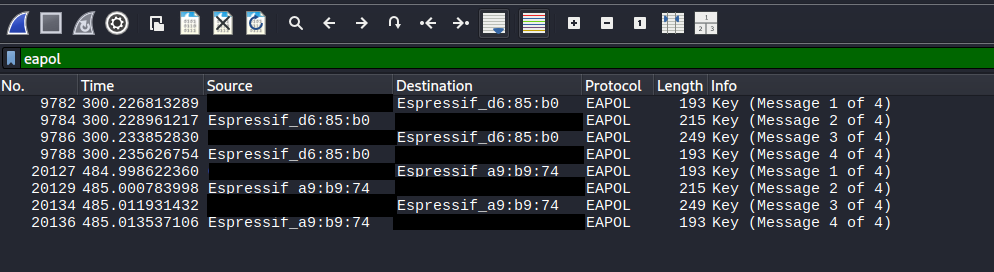 eapol
No. Time Source Destination Protocol Length Info
9782 300.226813289 Espressif_d6:85:b0 EAPOL 193 Key (Message 1 of 4)
9784 300.228961217 Espressif_d6:85:b0 EAPOL 215 Key (Message 2 of 4)
9786 300.233852830 Espressif_d6:85:b0 EAPOL 249 Key (Message 3 of 4)
9788 300.235626754 Espressif_d6:85:b0 EAPOL 193 Key (Message 4 of 4)
20127 484.998622360 Espressif_a9:b9:74 EAPOL 193 Key (Message 1 of 4)
20129 485.000783998 Espressif_a9:b9:74 EAPOL 215 Key (Message 2 of 4)
20134 485.011931432 Espressif_a9:b9:74 EAPOL 249 Key (Message 3 of 4)
20136 485.013537106 Espressif_a9:b9:74 EAPOL 193 Key (Message 4 of 4)